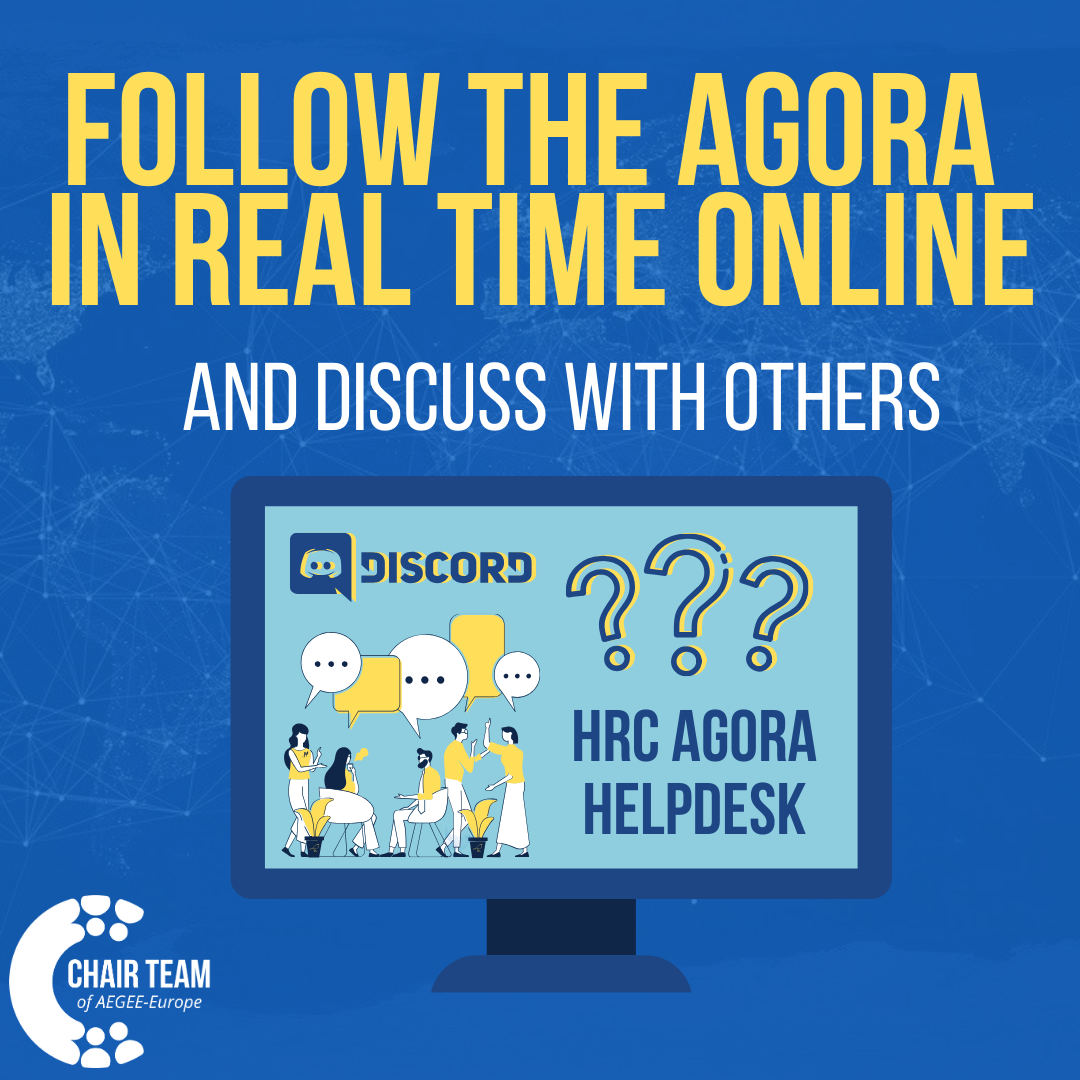 FOLLOW THE AGORA
IN REAL TIME ONLINE
AND DISCUSS WITH OTHERS
DISCORD
???
HRC AGORA
HELPDESK
CHAIR TEAM
of AEGEE-Europe